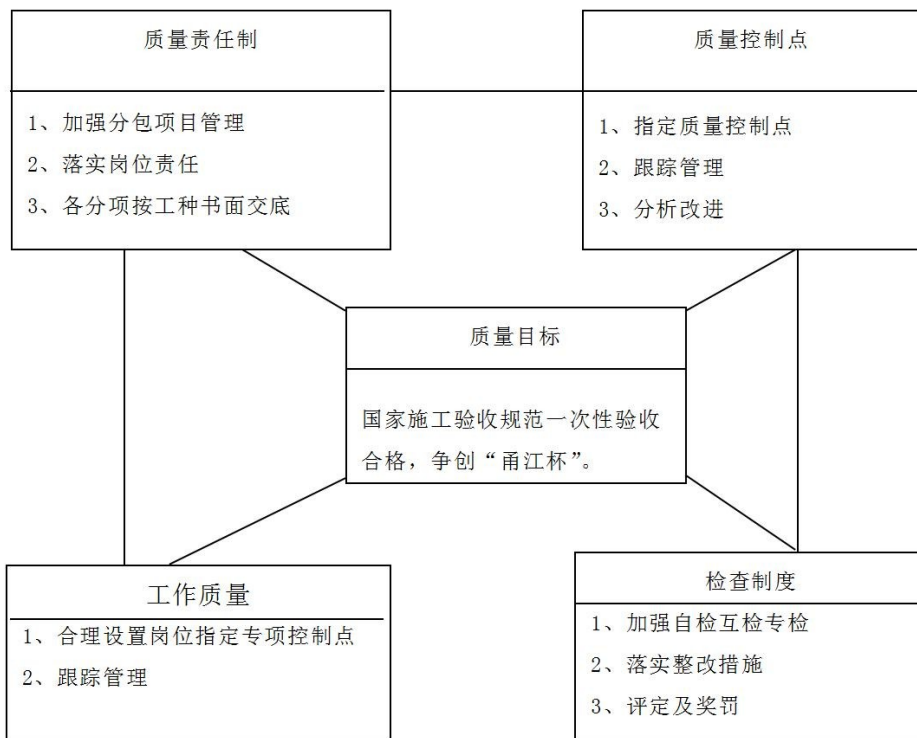 质量责任制
1、加强分包项目管理
2、落实岗位责任
3、各分项按工种书面交底
质量控制点
1、指定质量控制点
2、跟踪管理
3、分析改进
质量目标
国家施工验收规范一次性验收
合格，争创“甬江杯”。
工作质量
1、合理设置岗位指定专项控制点
2、跟踪管理
检查制度
1、加强自检互检专检
2、落实整改措施
3、评定及奖罚